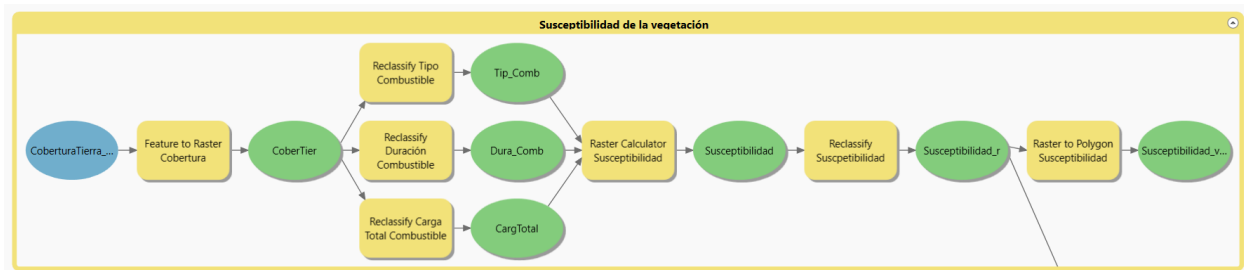 Susceptibilidad de la vegetación
Reclassify Tipo
Combustible
Tip_Comb
CoberturaTierra_...
Feature to Raster
Cobertura
CoberTier
Reclassify
Duración
Combustible
Dura_Comb
Raster Calculator
Susceptibilidad
Susceptibilidad
Reclassify
Suscpetibilidad
Susceptibilidad_r
Raster to Polygon
Susceptibilidad
Susceptibilidad_v...
Reclassify Carga
Total Combustible
CargTotal